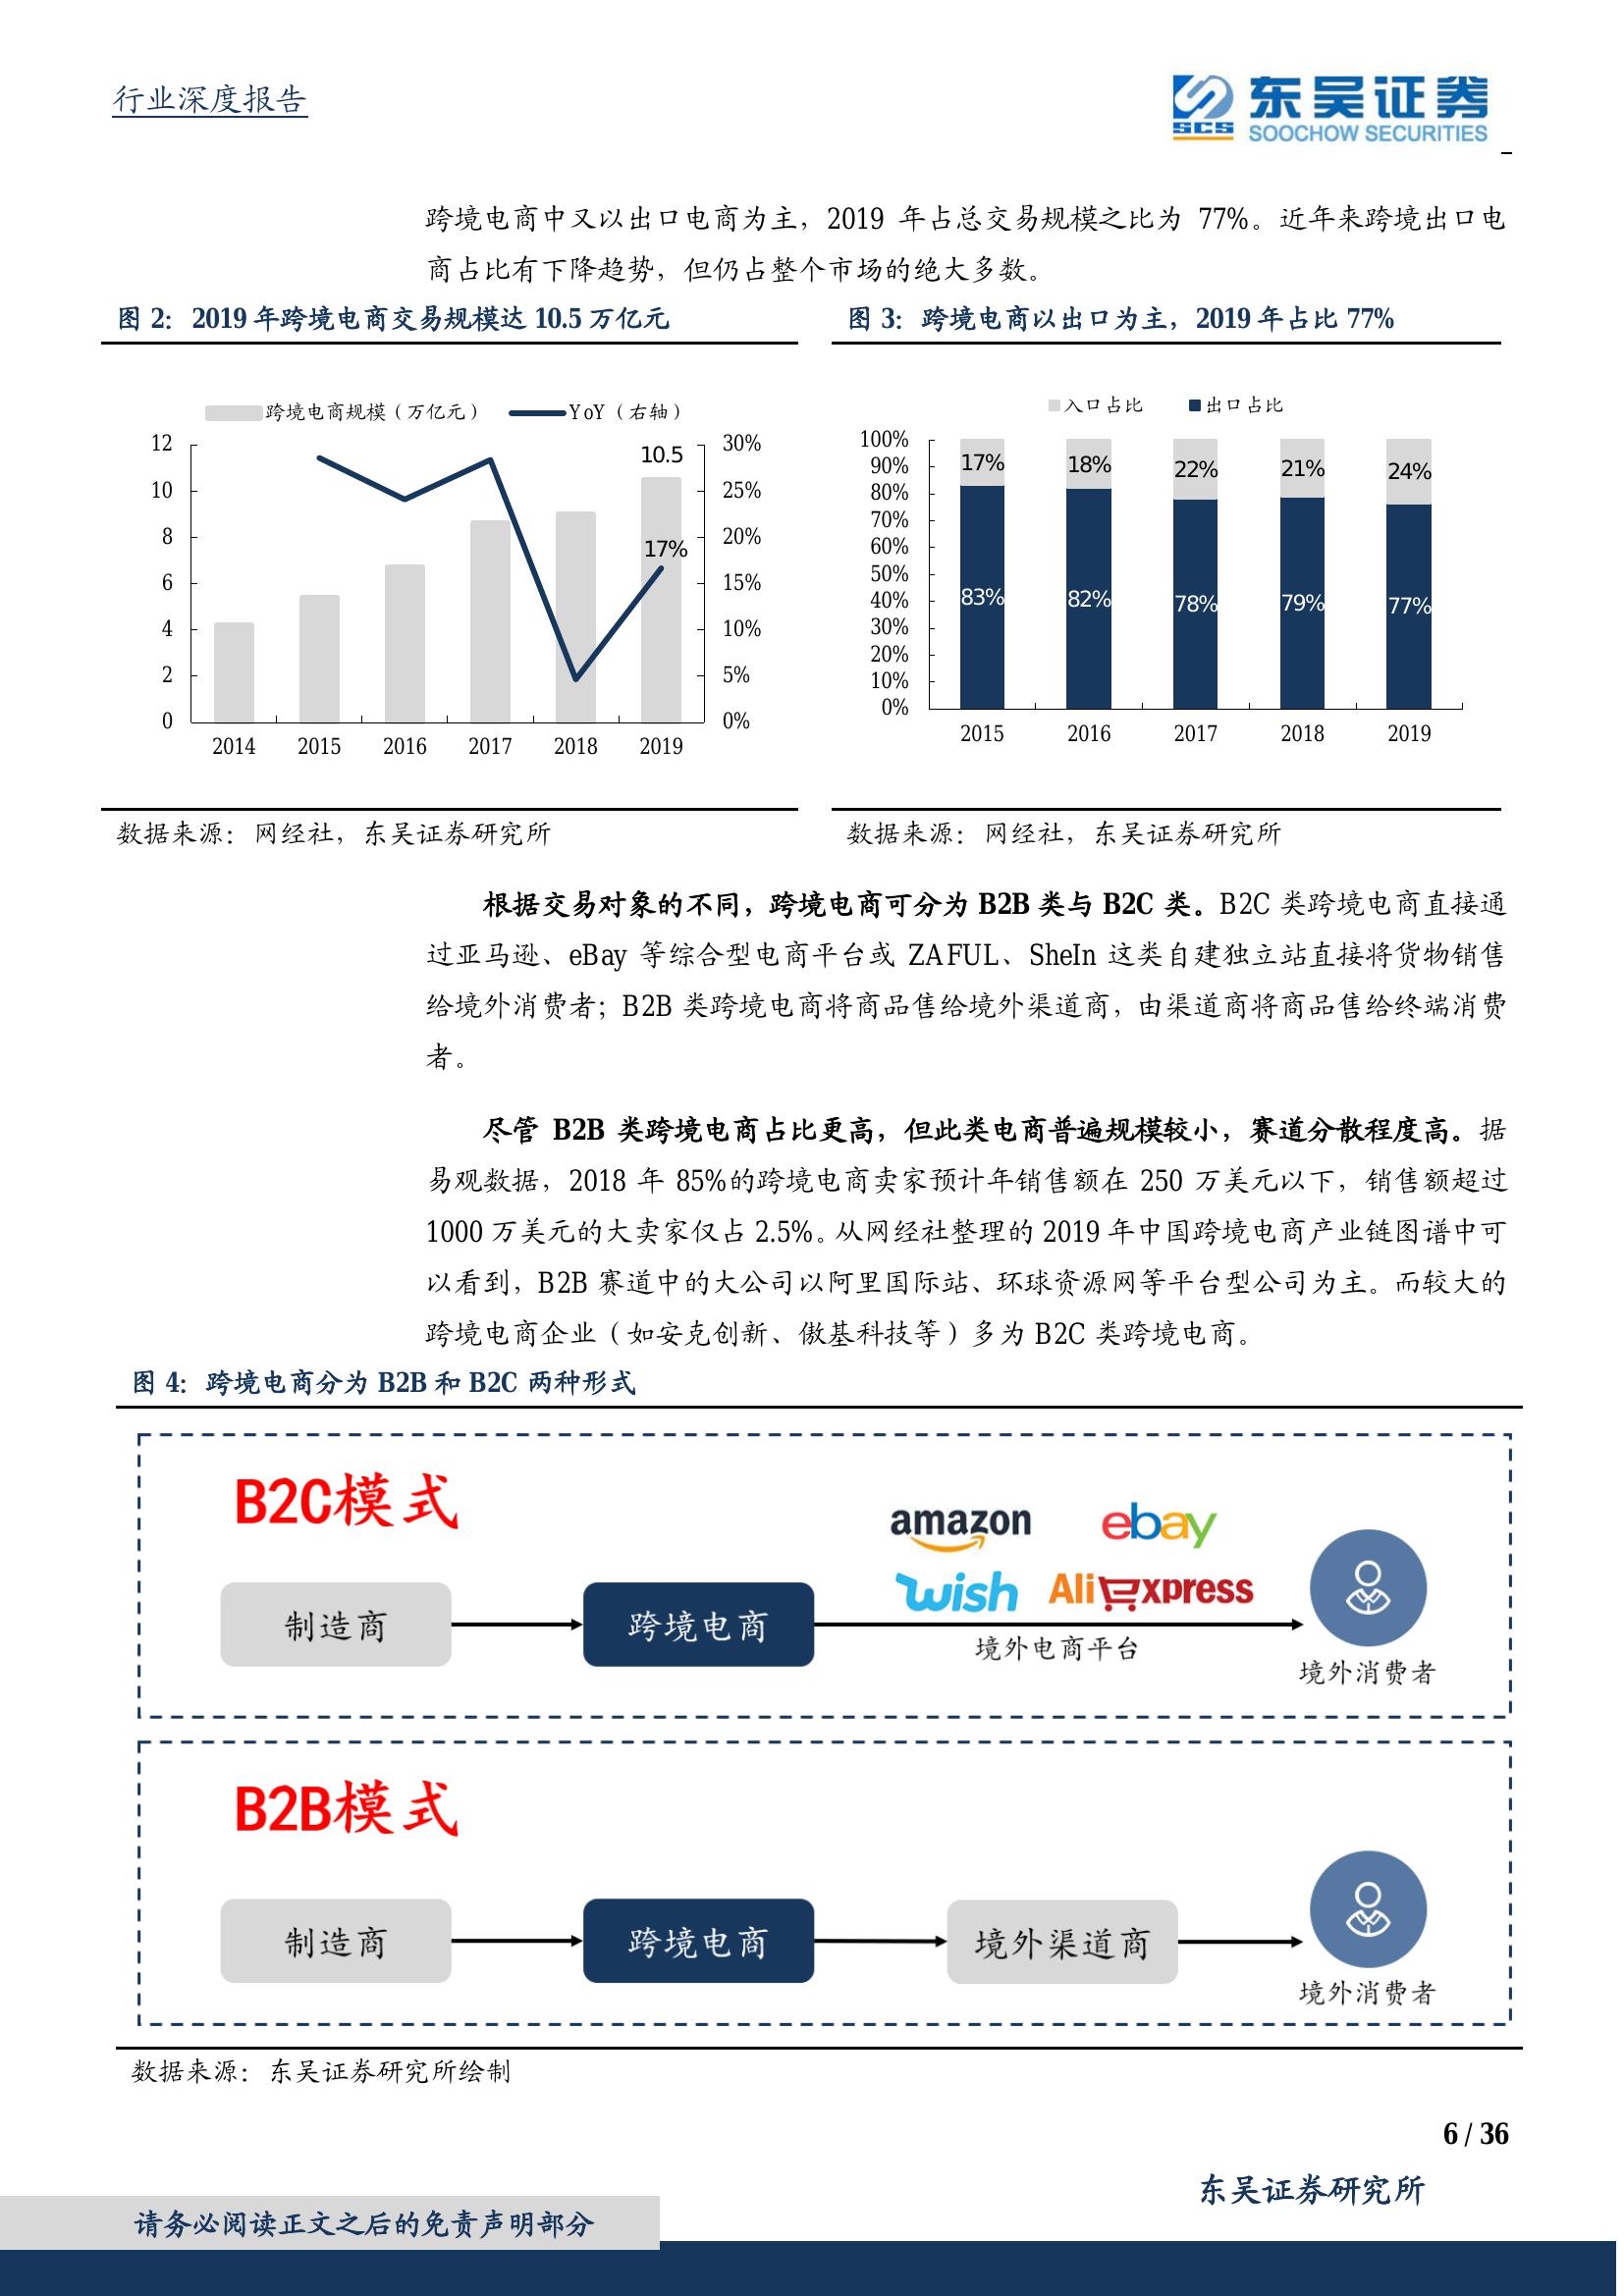 行业深度报告
东吴证券
SCS
SOOCHOW SECURITIES
跨境电商中又以出口电商为主，2019 年占总交易规模之比为 77%。近年来跨境出口电
商占比有下降趋势，但仍占整个市场的绝大多数。
图 2： 2019 年跨境电商交易规模达 10.5 万亿元
跨境电商规模（万亿元） YoY（右轴）
12 10 8 6 4 2 0
10.5
17%
30% 25% 20% 15% 10% 5% 0%
2014 2015 2016 2017 2018 2019
数据来源：网经社，东吴证券研究所
图 3： 跨境电商以出口为主，2019 年占比 77%
入口占比 出口占比
100% 90% 80% 70% 60% 50% 40% 30% 20% 10% 0%
17% 18% 22% 21% 24%
83% 82% 78% 79% 77%
2015 2016 2017 2018 2019
数据来源：网经社，东吴证券研究所
根据交易对象的不同，跨境电商可分为 B2B 类与 B2C 类。B2C 类跨境电商直接通
过亚马逊、eBay 等综合型电商平台或 ZAFUL、SheIn 这类自建独立站直接将货物销售
给境外消费者；B2B 类跨境电商将商品售给境外渠道商，由渠道商将商品售给终端消费
者。
尽管 B2B 类跨境电商占比更高，但此类电商普遍规模较小，赛道分散程度高。据
易观数据，2018 年 85%的跨境电商卖家预计年销售额在 250 万美元以下，销售额超过
1000 万美元的大卖家仅占 2.5%。从网经社整理的 2019 年中国跨境电商产业链图谱中可
以看到，B2B 赛道中的大公司以阿里国际站、环球资源网等平台型公司为主。而较大的
跨境电商企业（如安克创新、傲基科技等）多为 B2C 类跨境电商。
图 4： 跨境电商分为 B2B 和 B2C 两种形式
B2C模式
amazon ebay
wish AliExpress
制造商 跨境电商
境外电商平台
境外消费者
B2B模式
制造商 跨境电商 境外渠道商
境外消费者
数据来源：东吴证券研究所绘制
6 / 36
东吴证券研究所
请务必阅读正文之后的免责声明部分